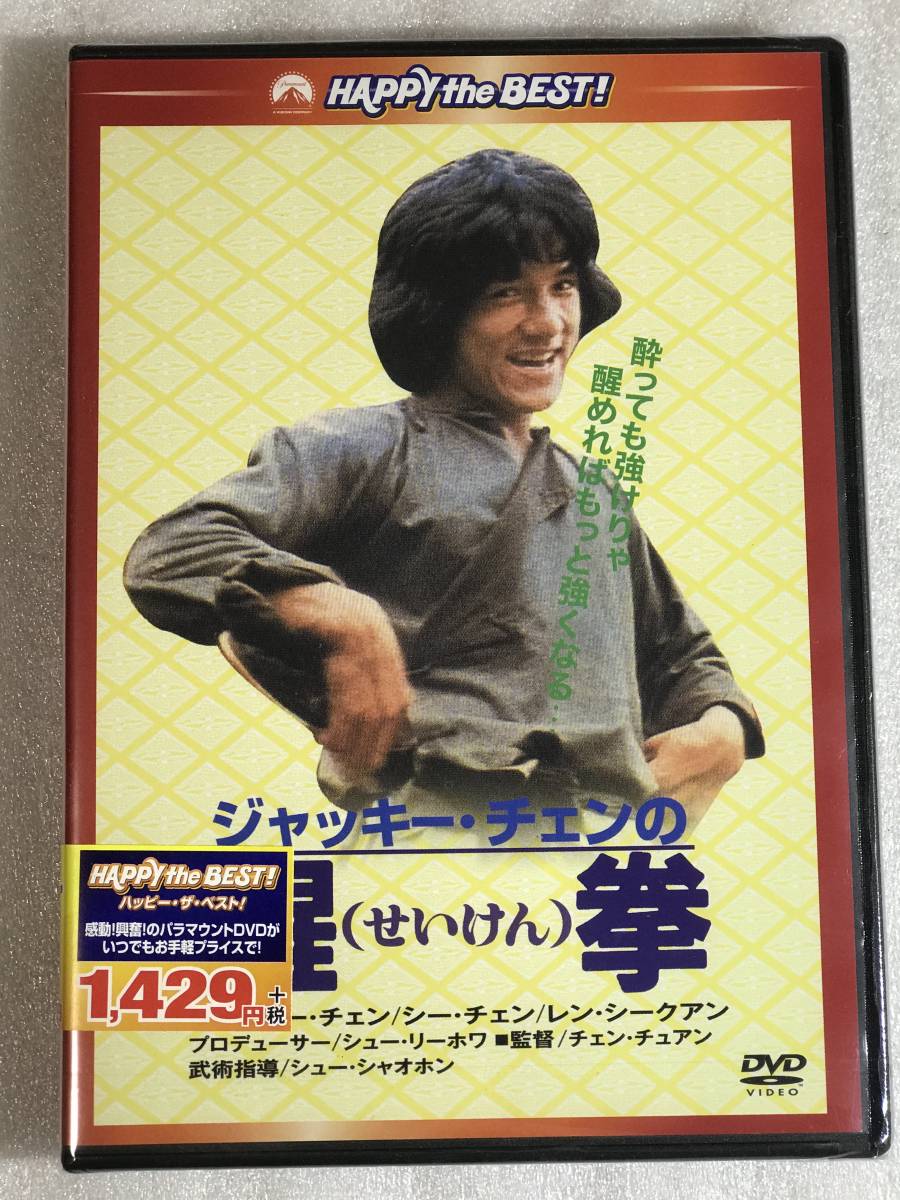 Paramount
A VIACOM COMPANY
HAPPY the BEST!
酔っても強けりゃ
醒めればもっと強くなる…
ジャッキー・チェンの
(せいけん)拳
HAPPY the BEST!
ハッピー・ザ・ベスト!
感動!興奮!のパラマウントDVDが
いつでもお手軽プライスで!
1,429円+税
ー・チェン/シー・チェン/レン・シークアン
プロデューサー/シュー・リーホワ ■監督/チェン・チュアン
武術指導/シュー・シャオホン
DVD
VIDEO